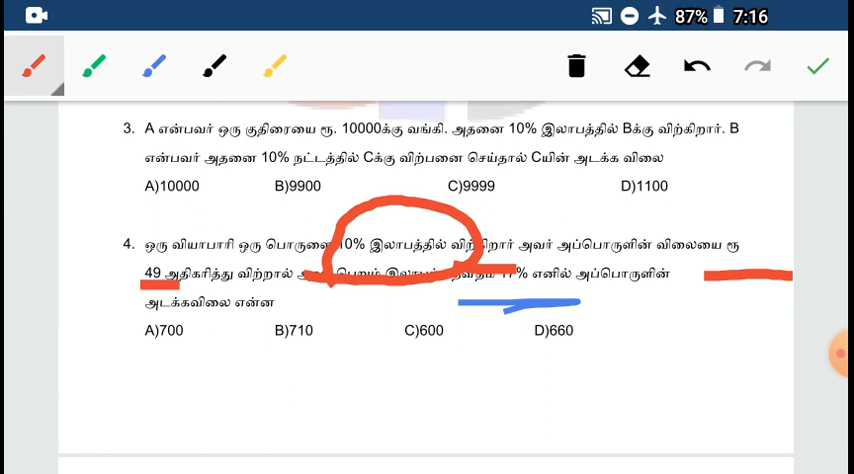 87% 7:16
3. A என்பவர் ஒரு குதிரையை ரூ. 10000க்கு வங்கி. அதனை 10% இலாபத்தில் Bக்கு விற்கிறார். B
என்பவர் அதனை 10% நட்டத்தில் Cக்கு விற்பனை செய்தால் Cயின் அடக்க விலை
A)10000 B)9900 C)9999 D)1100
4. ஒரு வியாபாரி ஒரு பொருளை 10% இலாபத்தில் விற்கிறார் அவர் அப்பொருளின் விலையை ரூ
49 அதிகரித்து விற்றால் பெறும் இலாப 17% எனில் அப்பொருளின்
அடக்கவிலை என்ன
A)700 B)710 C)600 D)660